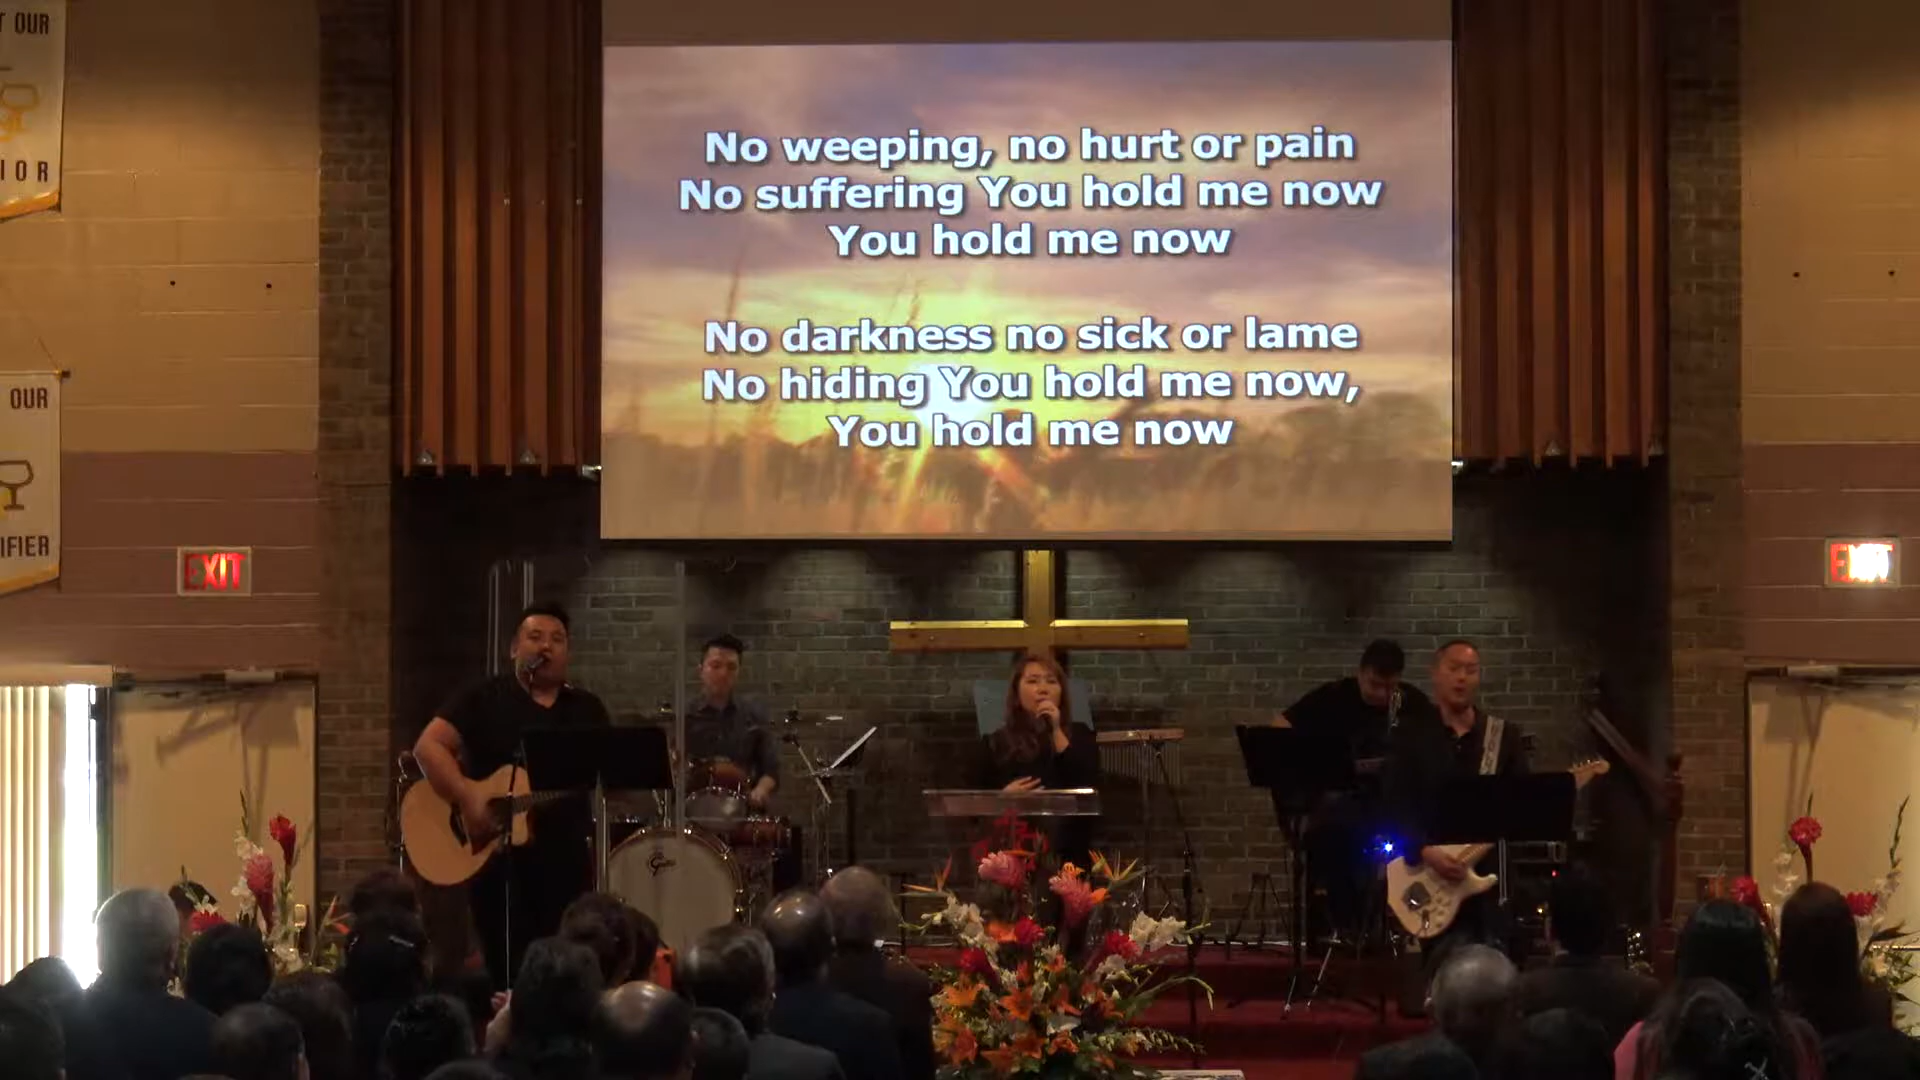 No weeping, no hurt or pain
No suffering You hold me now
You hold me now
No darkness no sick or lame
No hiding You hold me now,
You hold me now
OUR
IOR
OUR
IFIER
EXIT
EXIT